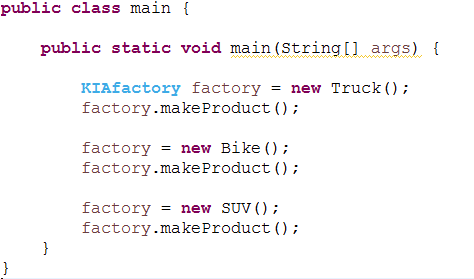 public class main {
public static void main(String[] args) {
KIAfactory factory = new Truck();
factory.makeProduct();
factory = new Bike();
factory.makeProduct();
factory = new SUV();
factory.makeProduct();
}
}